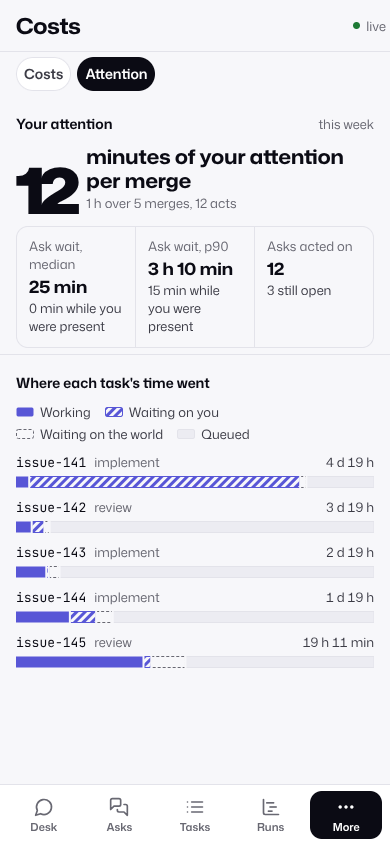 Costs
live
Costs
Attention
Your attention
this week
12
minutes of your attention
per merge
1 h over 5 merges, 12 acts
Ask wait,
median
25 min
0 min while you
were present
Ask wait, p90
3 h 10 min
15 min while
you were
present
Asks acted on
12
3 still open
Where each task's time went
Working
Waiting on you
Waiting on the world
Queued
issue-141 implement
4 d 19 h
issue-142 review
3 d 19 h
issue-143 implement
2 d 19 h
issue-144 implement
1 d 19 h
issue-145 review
19 h 11 min
Desk
Asks
Tasks
Runs
More